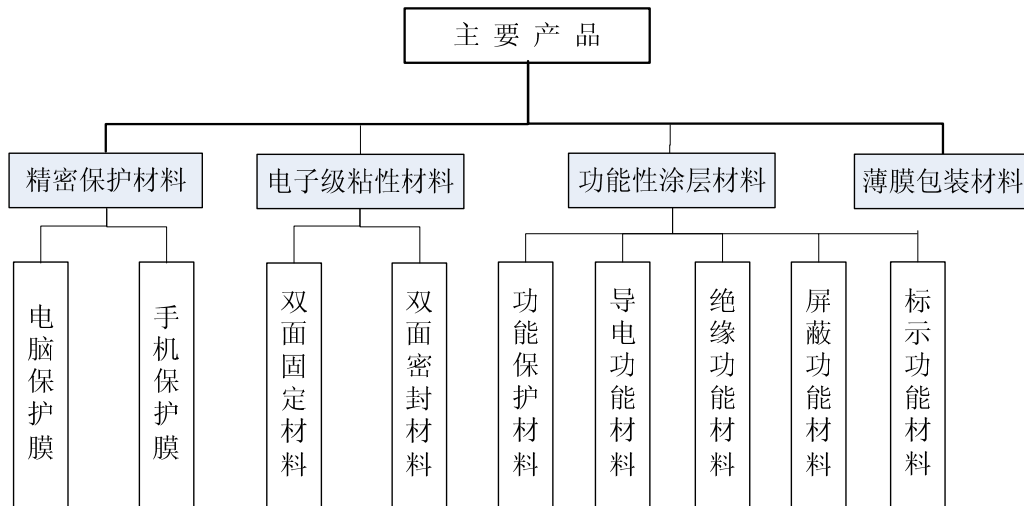 主要产品
精密保护材料
电子级粘性材料
功能性涂层材料
薄膜包装材料
电脑保护膜
手机保护膜
双面固定材料
双面密封材料
功能保护材料
导电功能材料
绝缘功能材料
屏蔽功能材料
标示功能材料